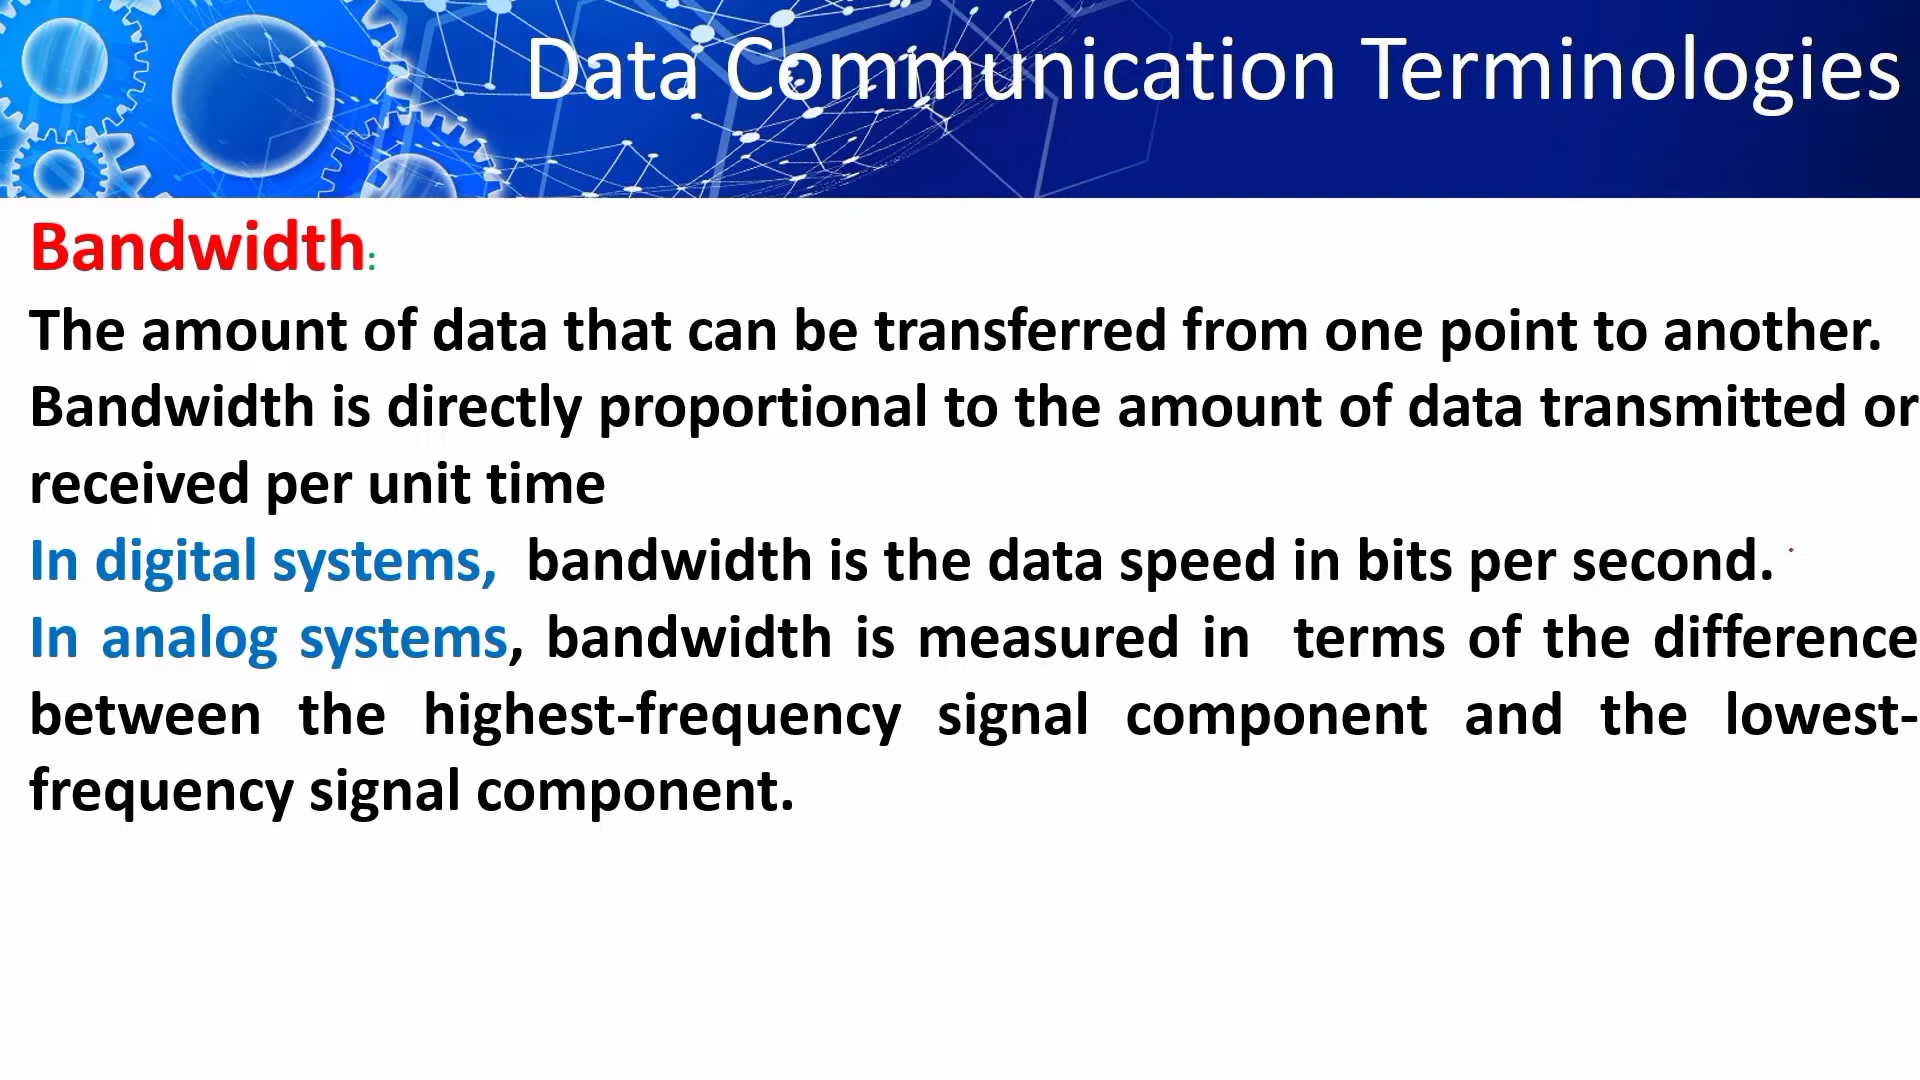 Data Communication Terminologies
Bandwidth:
The amount of data that can be transferred from one point to another.
Bandwidth is directly proportional to the amount of data transmitted or
received per unit time
In digital systems, bandwidth is the data speed in bits per second.
In analog systems, bandwidth is measured in terms of the difference
between the highest-frequency signal component and the lowest-
frequency signal component.